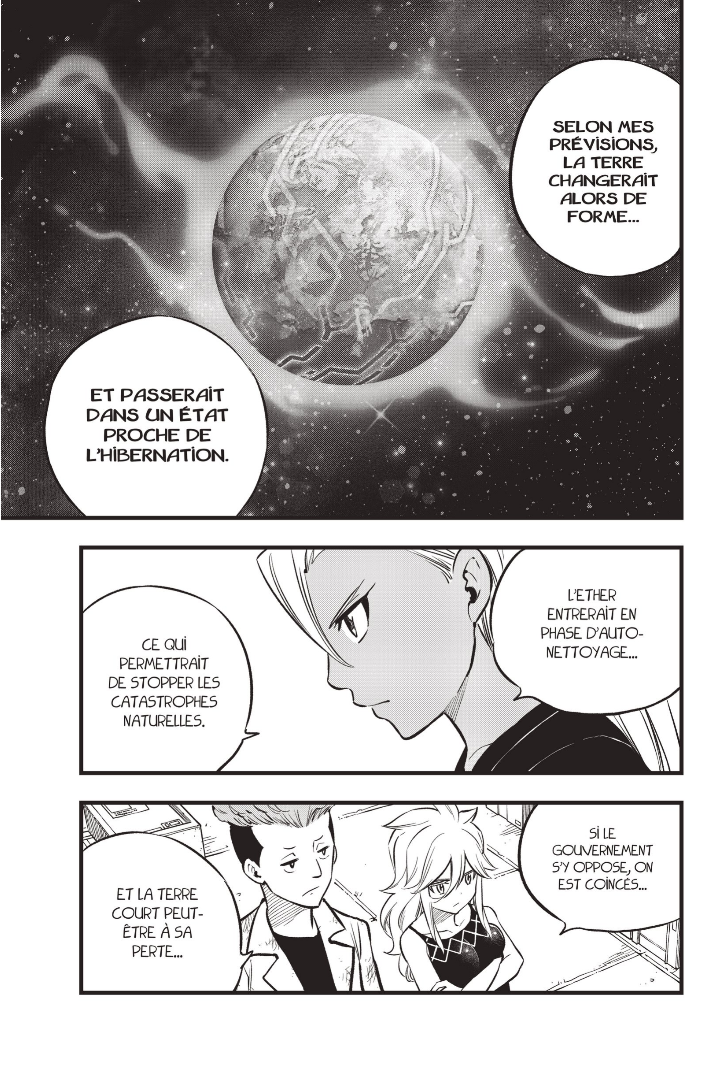 SELON MES
PRÉVISIONS,
LA TERRE
CHANGERAIT
ALORS DE
FORME...
ET PASSERAIT
DANS UN ÉTAT
PROCHE DE
L'HIBERNATION.
L'ETHER
ENTRERAIT EN
PHASE D'AUTO-
NETTOYAGE...
CE QUI
PERMETTRAIT
DE STOPPER LES
CATASTROPHES
NATURELLES.
SI LE
GOUVERNEMENT
S'Y OPPOSE, ON
EST COINCÉS...
ET LA TERRE
COURT PEUT-
ÊTRE À SA
PERTE...